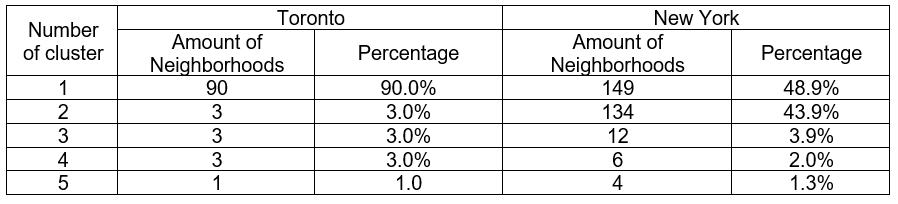 Number of cluster Toronto New York
Amount of Neighborhoods Percentage Amount of Neighborhoods Percentage
1 90 90.0% 149 48.9%
2 3 3.0% 134 43.9%
3 3 3.0% 12 3.9%
4 3 3.0% 6 2.0%
5 1 1.0 4 1.3%